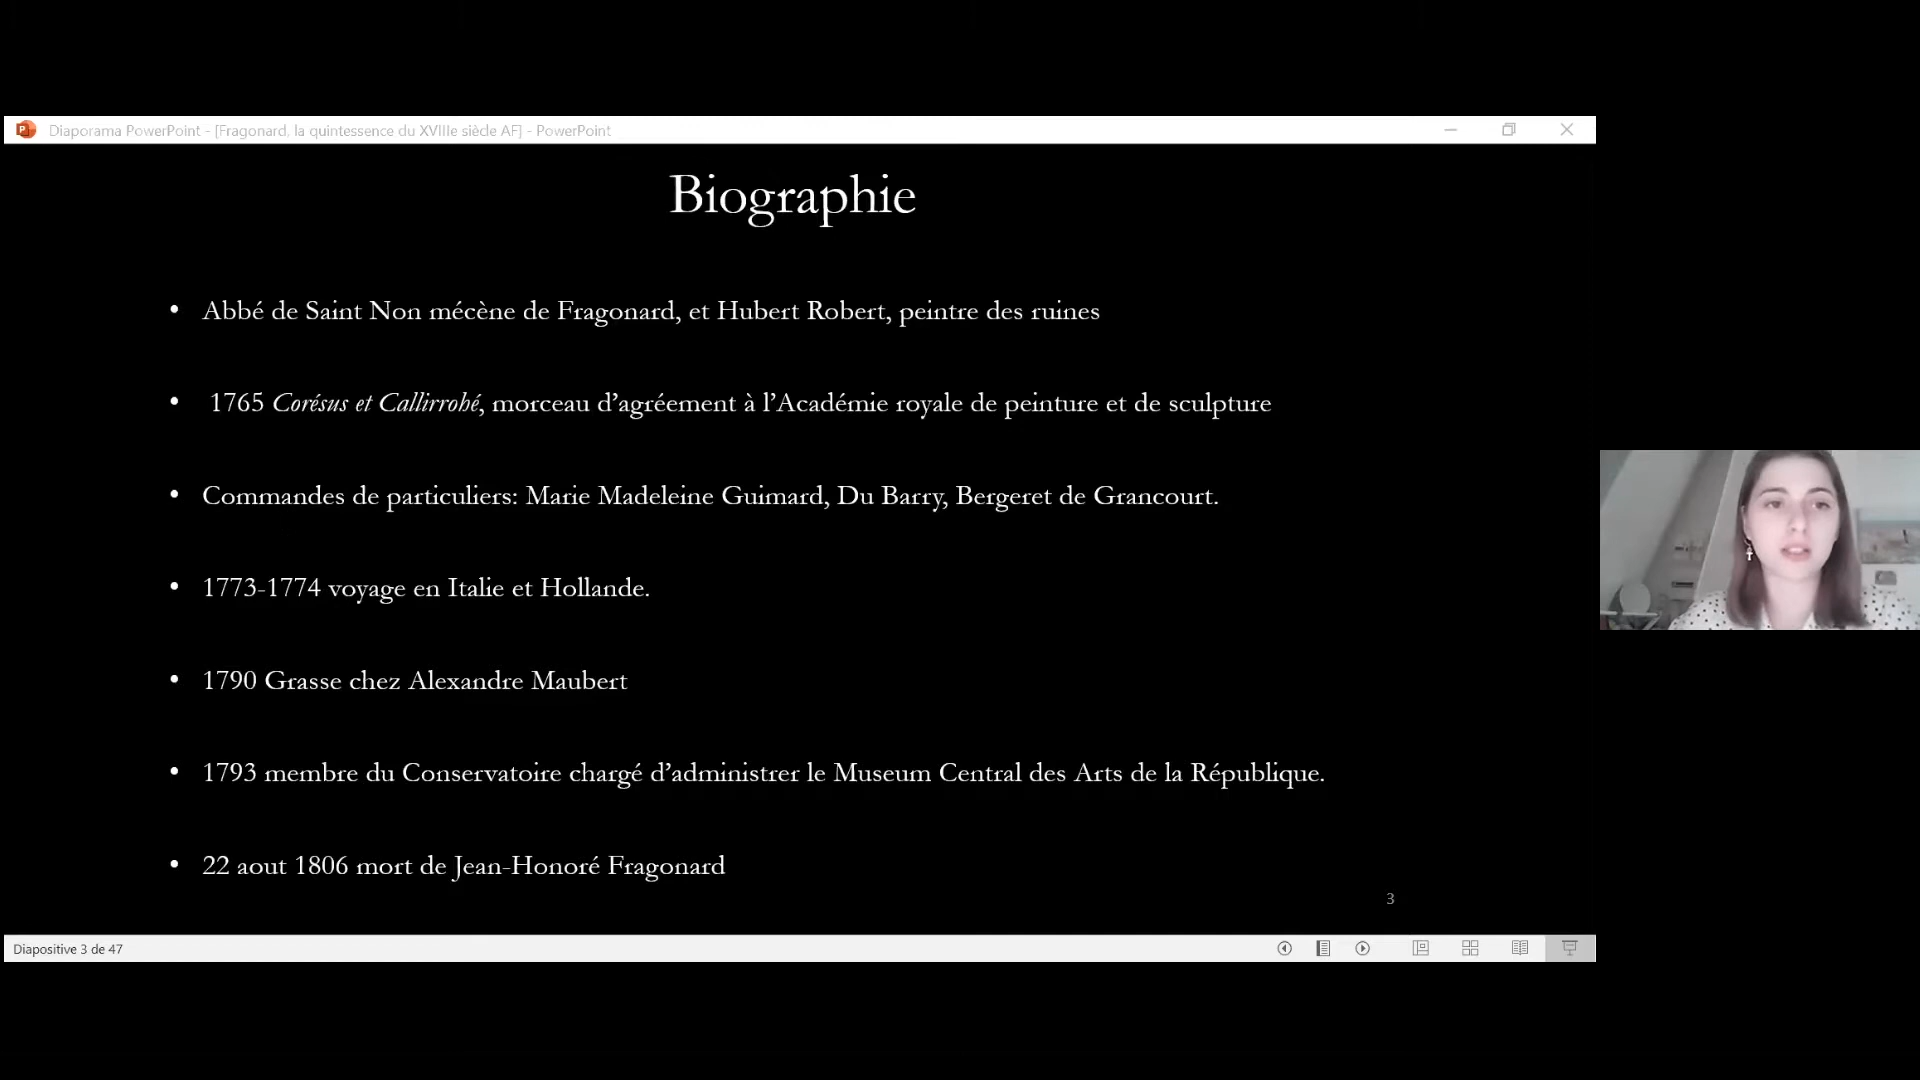 Diaporama PowerPoint - [Fragonard, la quintessence du XVIIIe siècle AF] - PowerPoint
Biographie
• Abbé de Saint Non mécène de Fragonard, et Hubert Robert, peintre des ruines
• 1765 Corésus et Callirrohé, morceau d’agréement à l’Académie royale de peinture et de sculpture
• Commandes de particuliers: Marie Madeleine Guimard, Du Barry, Bergeret de Grancourt.
• 1773-1774 voyage en Italie et Hollande.
• 1790 Grasse chez Alexandre Maubert
• 1793 membre du Conservatoire chargé d’administrer le Museum Central des Arts de la République.
• 22 aout 1806 mort de Jean-Honoré Fragonard
3
Diapositive 3 de 47